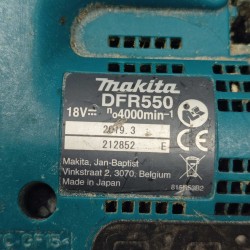 Makita
DFR550
18V⎓ n₀4000min⁻¹
2019. 3
212852 E
Makita, Jan-Baptist
Vinkstraat 2, 3070, Belgium
Made in Japan